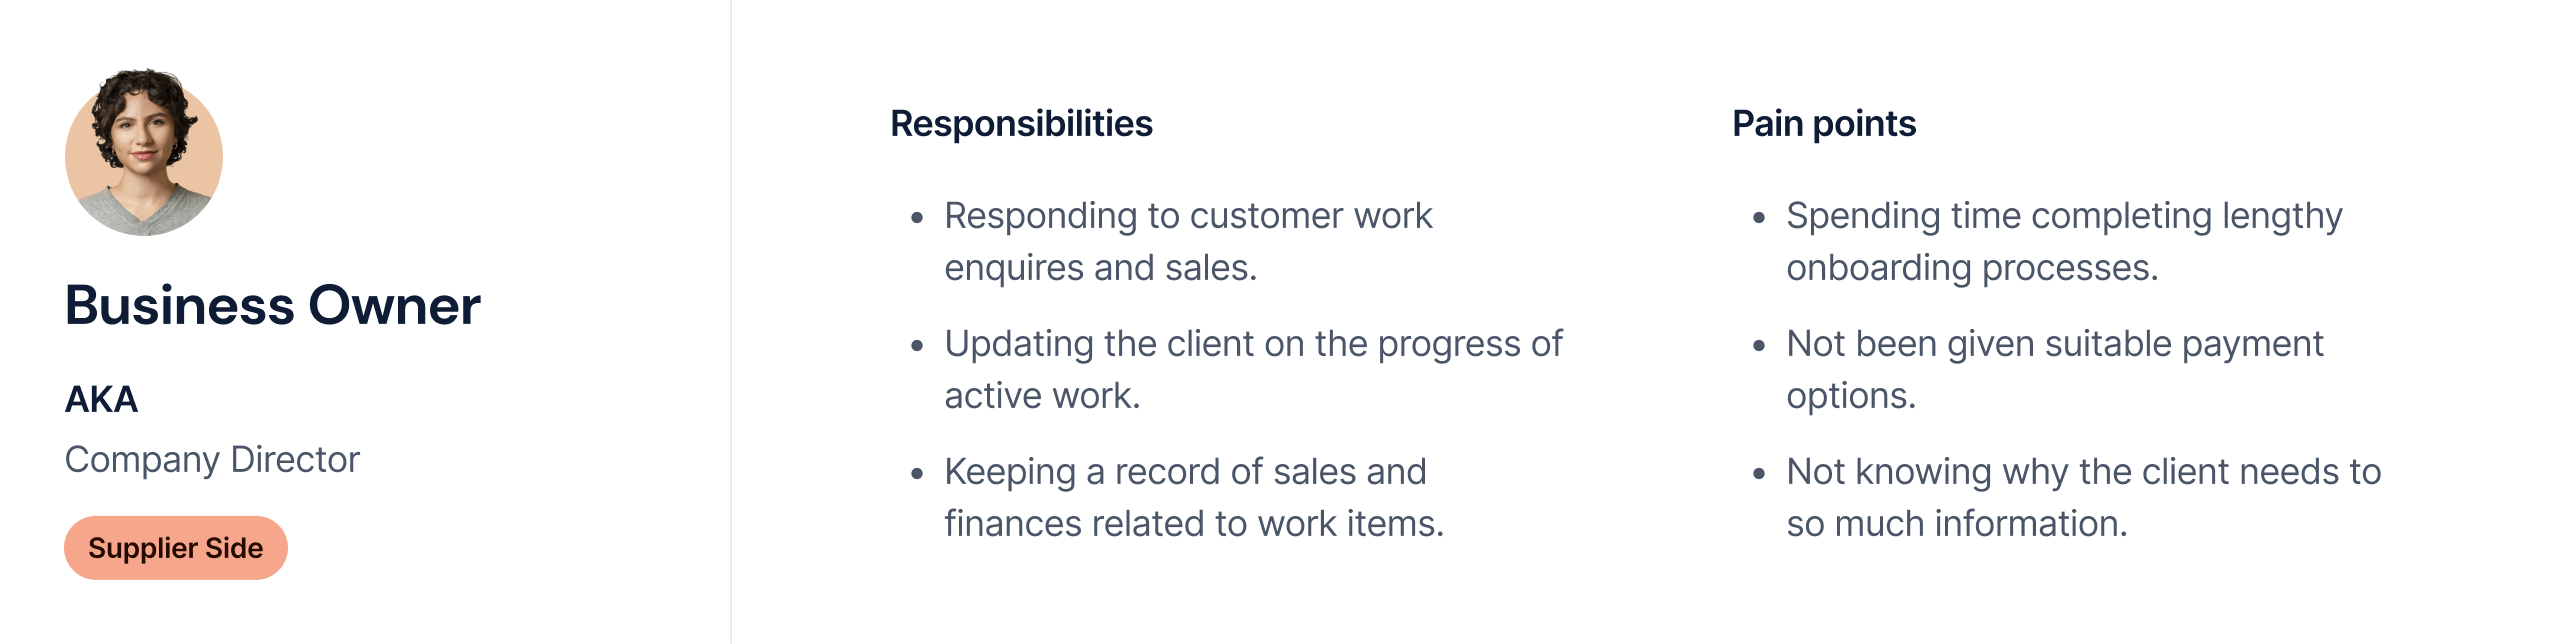 Business Owner
AKA
Company Director
Supplier Side
Responsibilities
• Responding to customer work
enquires and sales.
• Updating the client on the progress of
active work.
• Keeping a record of sales and
finances related to work items.
Pain points
• Spending time completing lengthy
onboarding processes.
• Not been given suitable payment
options.
• Not knowing why the client needs to
so much information.